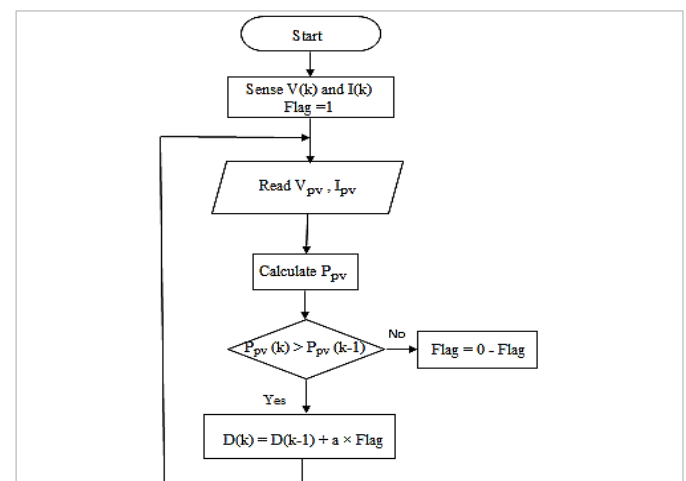 Start
Sense V(k) and I(k)
Flag =1
Read Vpv , Ipv
Calculate Ppv
Ppv (k) > Ppv (k-1)
No
Flag = 0 - Flag
Yes
D(k) = D(k-1) + a × Flag